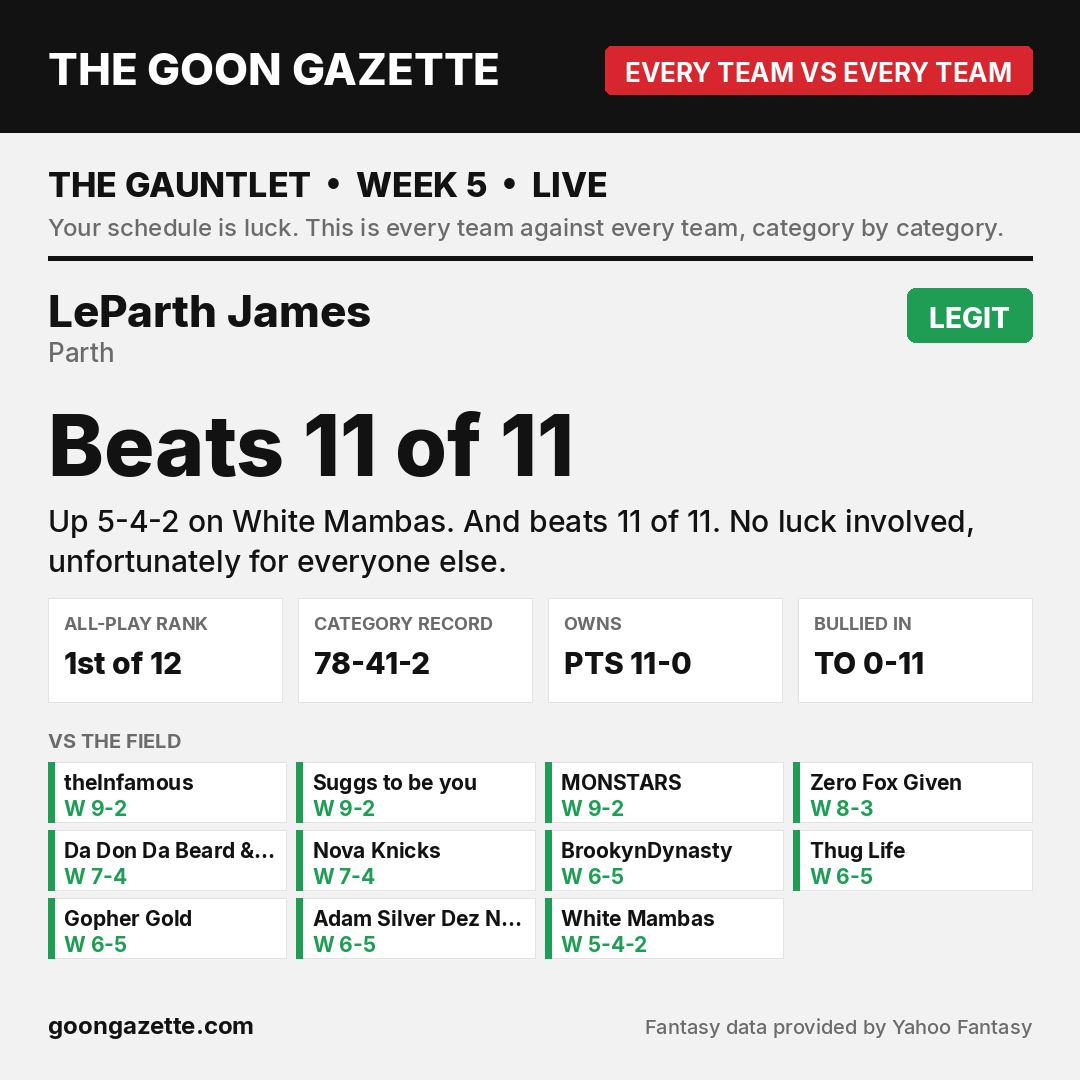 THE GOON GAZETTE
EVERY TEAM VS EVERY TEAM
THE GAUNTLET • WEEK 5 • LIVE
Your schedule is luck. This is every team against every team, category by category.
LeParth James
LEGIT
Parth
Beats 11 of 11
Up 5-4-2 on White Mambas. And beats 11 of 11. No luck involved,
unfortunately for everyone else.
ALL-PLAY RANK
1st of 12
CATEGORY RECORD
78-41-2
OWNS
PTS 11-0
BULLIED IN
TO 0-11
VS THE FIELD
theInfamous
W 9-2
Suggs to be you
W 9-2
MONSTARS
W 9-2
Zero Fox Given
W 8-3
Da Don Da Beard &...
W 7-4
Nova Knicks
W 7-4
BrookynDynasty
W 6-5
Thug Life
W 6-5
Gopher Gold
W 6-5
Adam Silver Dez N...
W 6-5
White Mambas
W 5-4-2
goongazette.com
Fantasy data provided by Yahoo Fantasy